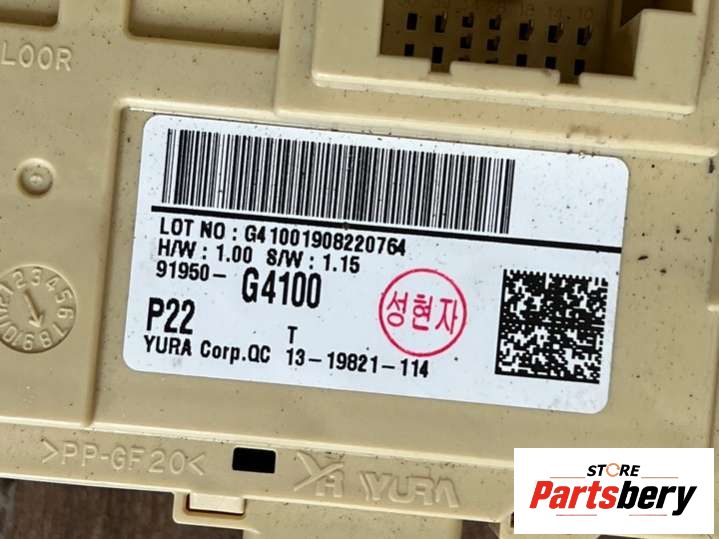 LOOR
LOT NO : G41001908220764
H/W : 1.00 S/W : 1.15
91950- G4100
성현자
P22
T
YURA Corp.QC 13-19821-114
>PP-GF20<
YURA
STORE
Partsbery